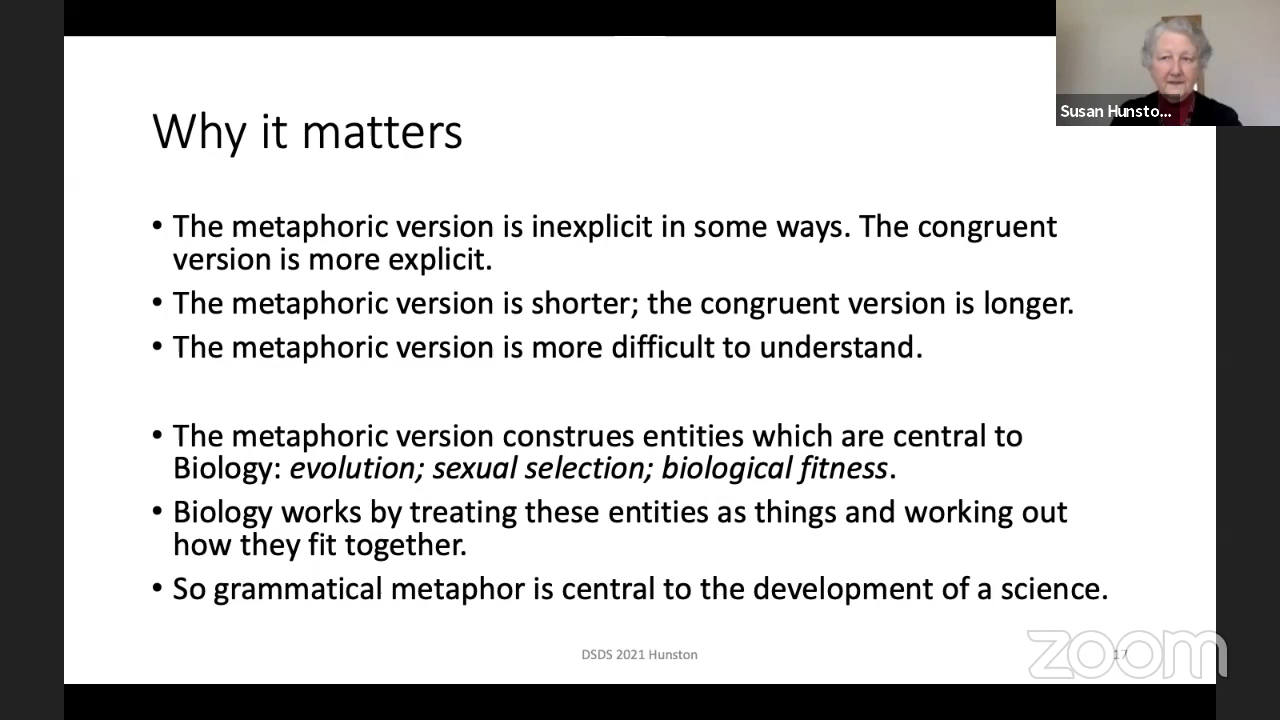 Susan Hunsto...
Why it matters
• The metaphoric version is inexplicit in some ways. The congruent
version is more explicit.
• The metaphoric version is shorter; the congruent version is longer.
• The metaphoric version is more difficult to understand.
• The metaphoric version construes entities which are central to
Biology: evolution; sexual selection; biological fitness.
• Biology works by treating these entities as things and working out
how they fit together.
• So grammatical metaphor is central to the development of a science.
DSDS 2021 Hunston
17
zoom